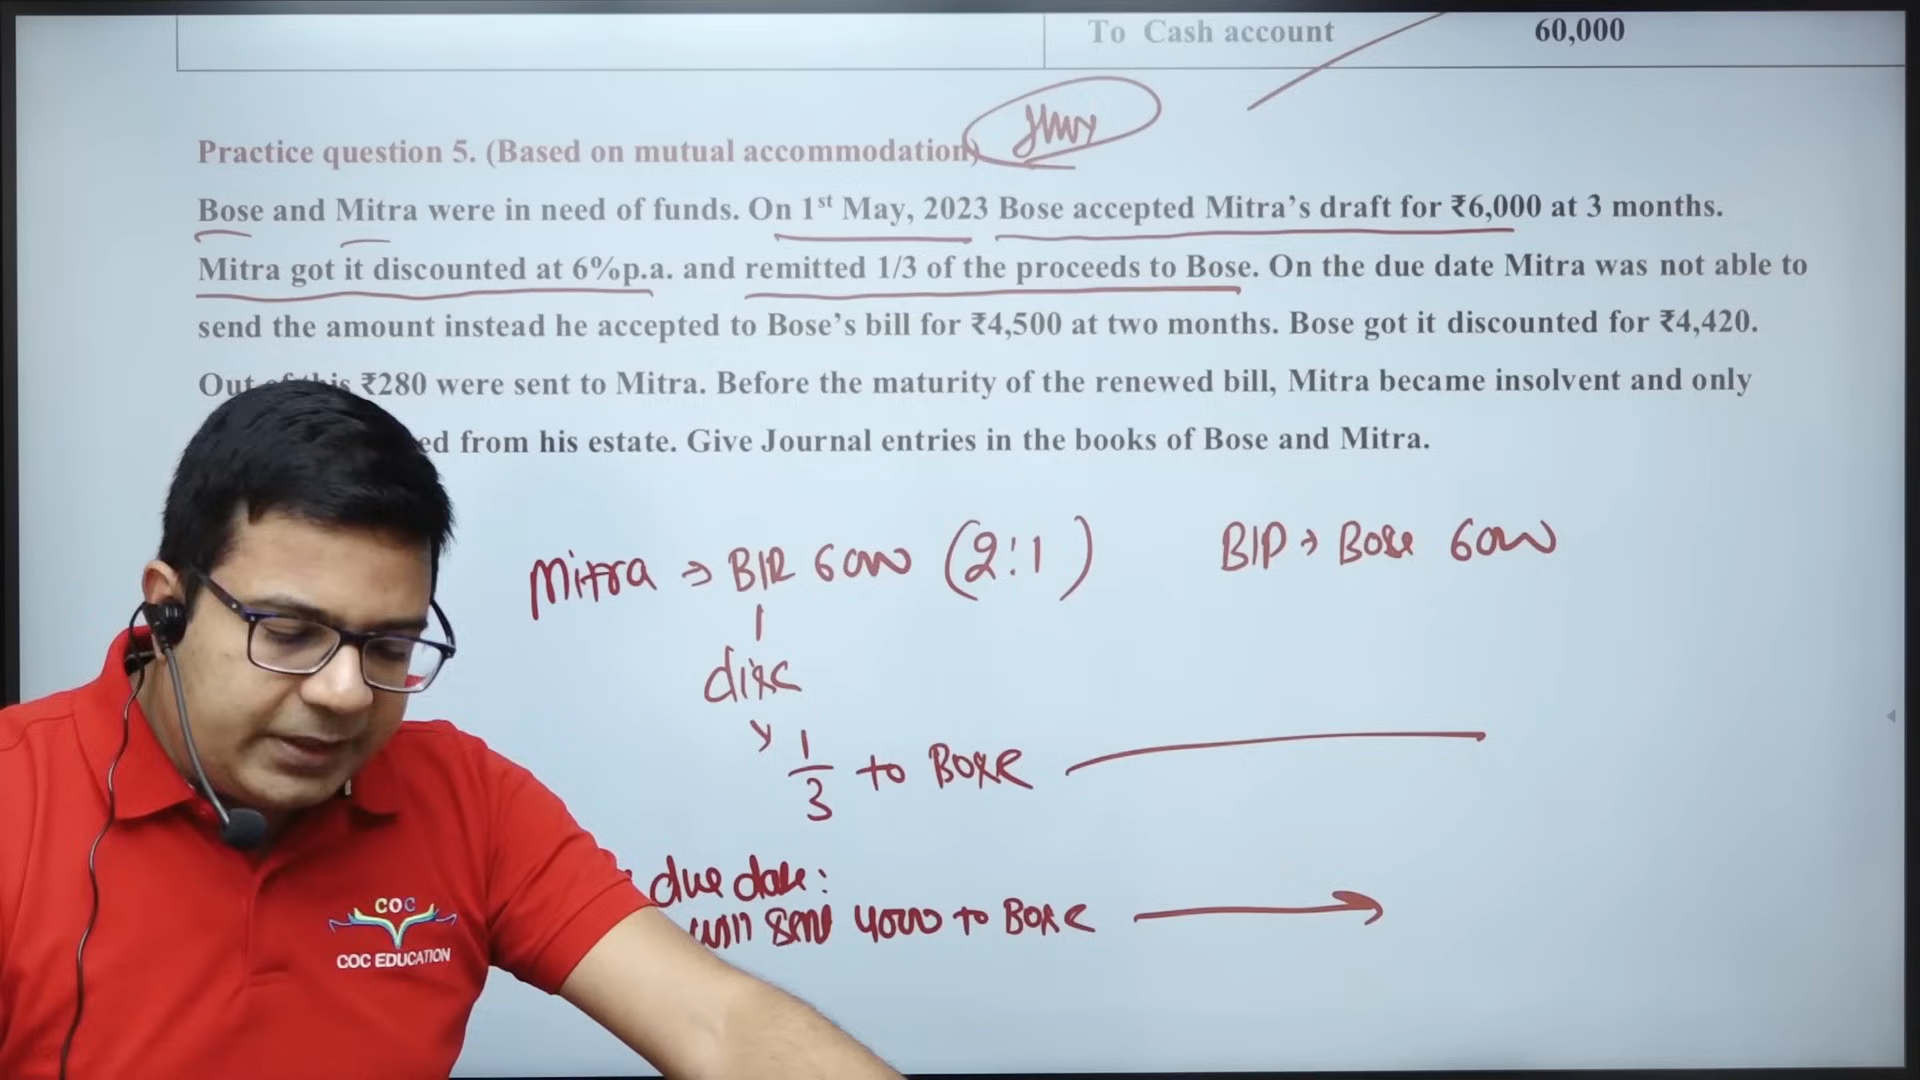 To Cash account 60,000
Practice question 5. (Based on mutual accommodation)
Bose and Mitra were in need of funds. On 1st May, 2023 Bose accepted Mitra's draft for ₹6,000 at 3 months.
Mitra got it discounted at 6%p.a. and remitted 1/3 of the proceeds to Bose. On the due date Mitra was not able to
send the amount instead he accepted to Bose's bill for ₹4,500 at two months. Bose got it discounted for ₹4,420.
Out of this ₹280 were sent to Mitra. Before the maturity of the renewed bill, Mitra became insolvent and only
ed from his estate. Give Journal entries in the books of Bose and Mitra.
Mitra → B/R 6000 (2:1) B/P → Bose 6000
disc
1/3 to Bose
due date:
will send 4000 to Bose
COC
COC EDUCATION